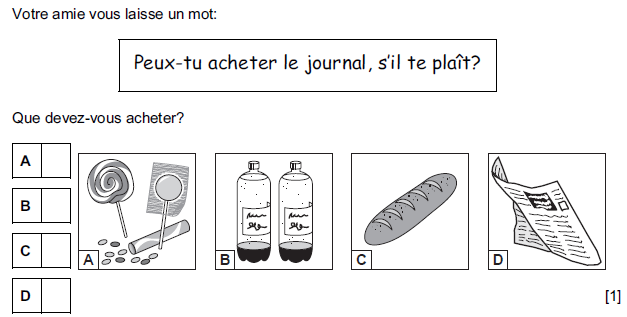 Votre amie vous laisse un mot:
Peux-tu acheter le journal, s'il te plaît?
Que devez-vous acheter?
A
B
C
D
A
B
C
D
[1]